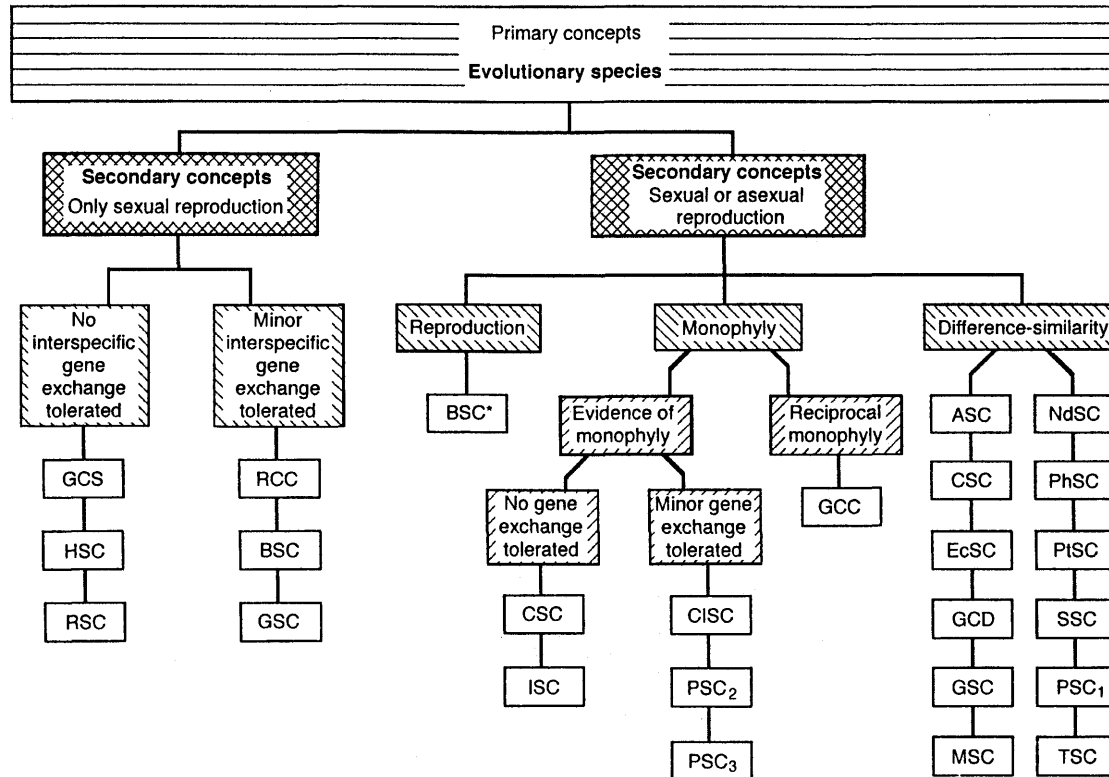 Primary concepts
Evolutionary species
Secondary concepts
Only sexual reproduction
Secondary concepts
Sexual or asexual
reproduction
No
interspecific
gene
exchange
tolerated
Minor
interspecific
gene
exchange
tolerated
Reproduction
Monophyly
Difference-similarity
GCS
HSC
RSC
RCC
BSC
GSC
BSC*
Evidence of
monophyly
Reciprocal
monophyly
No gene
exchange
tolerated
Minor gene
exchange
tolerated
GCC
CSC
ISC
CISC
PSC₂
PSC₃
ASC
CSC
EcSC
GCD
GSC
MSC
NdSC
PhSC
PtSC
SSC
PSC₁
TSC